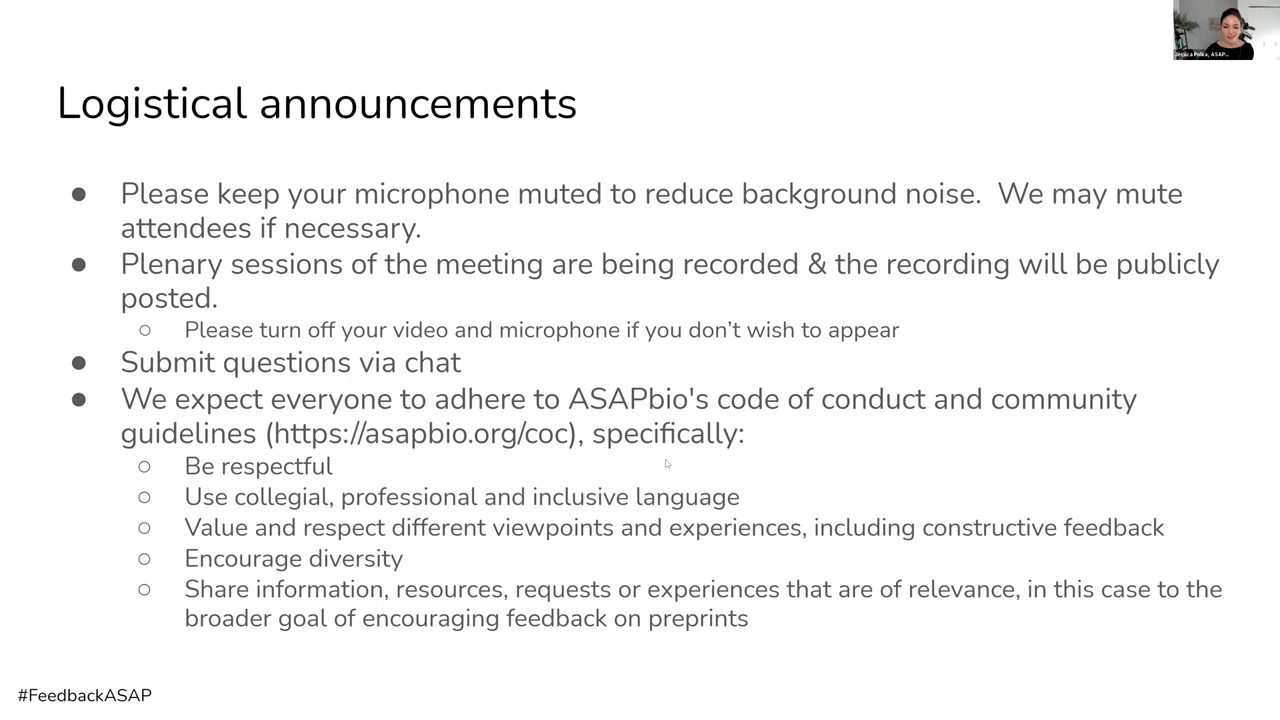 Jessica Polka, ASAP...
Logistical announcements
● Please keep your microphone muted to reduce background noise.  We may mute
attendees if necessary.
● Plenary sessions of the meeting are being recorded & the recording will be publicly
posted.
○ Please turn off your video and microphone if you don’t wish to appear
● Submit questions via chat
● We expect everyone to adhere to ASAPbio's code of conduct and community
guidelines (https://asapbio.org/coc), specifically:
○ Be respectful
○ Use collegial, professional and inclusive language
○ Value and respect different viewpoints and experiences, including constructive feedback
○ Encourage diversity
○ Share information, resources, requests or experiences that are of relevance, in this case to the
broader goal of encouraging feedback on preprints
#FeedbackASAP